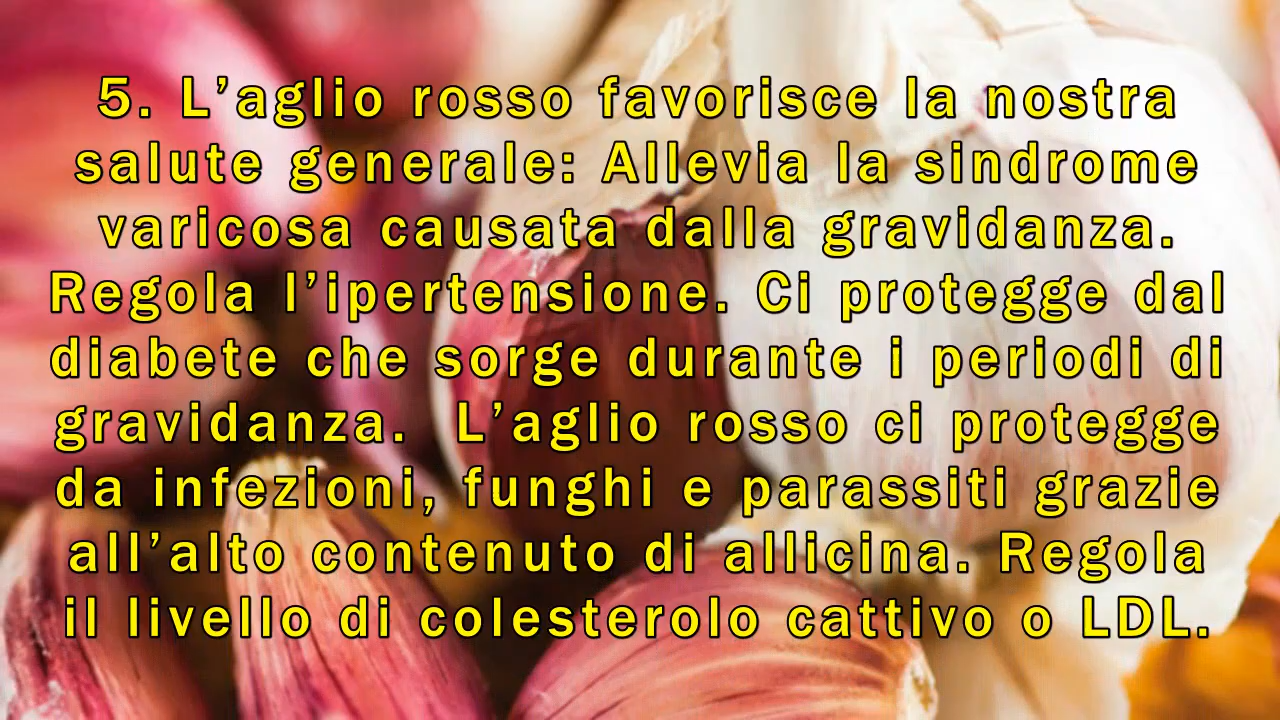 5. L’aglio rosso favorisce la nostra
salute generale: Allevia la sindrome
varicosa causata dalla gravidanza.
Regola l’ipertensione. Ci protegge dal
diabete che sorge durante i periodi di
gravidanza.  L’aglio rosso ci protegge
da infezioni, funghi e parassiti grazie
all’alto contenuto di allicina. Regola
il livello di colesterolo cattivo o LDL.